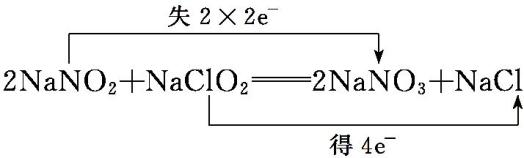 失 2×2e⁻
2NaNO₂+NaClO₂══2NaNO₃+NaCl
得 4e⁻